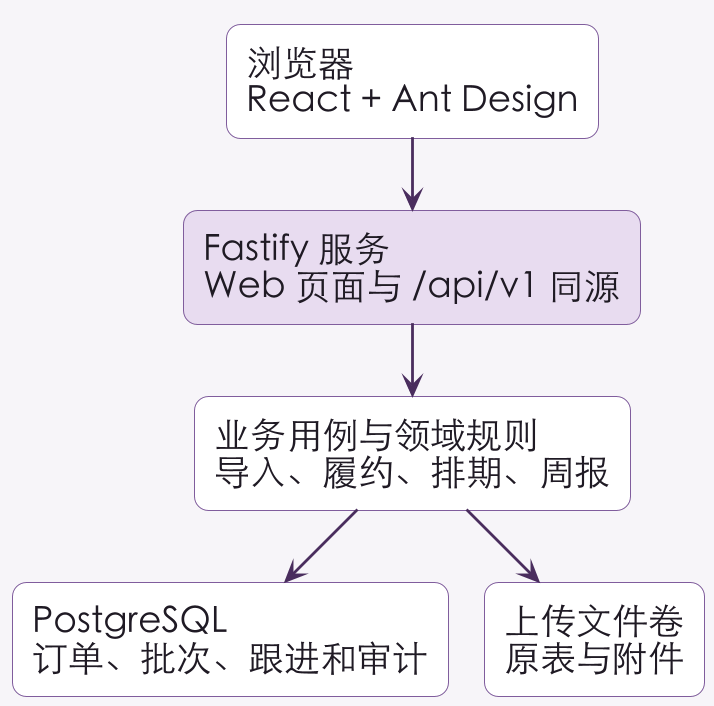 浏览器
React + Ant Design
Fastify 服务
Web 页面与 /api/v1 同源
业务用例与领域规则
导入、履约、排期、周报
PostgreSQL
订单、批次、跟进和审计
上传文件卷
原表与附件